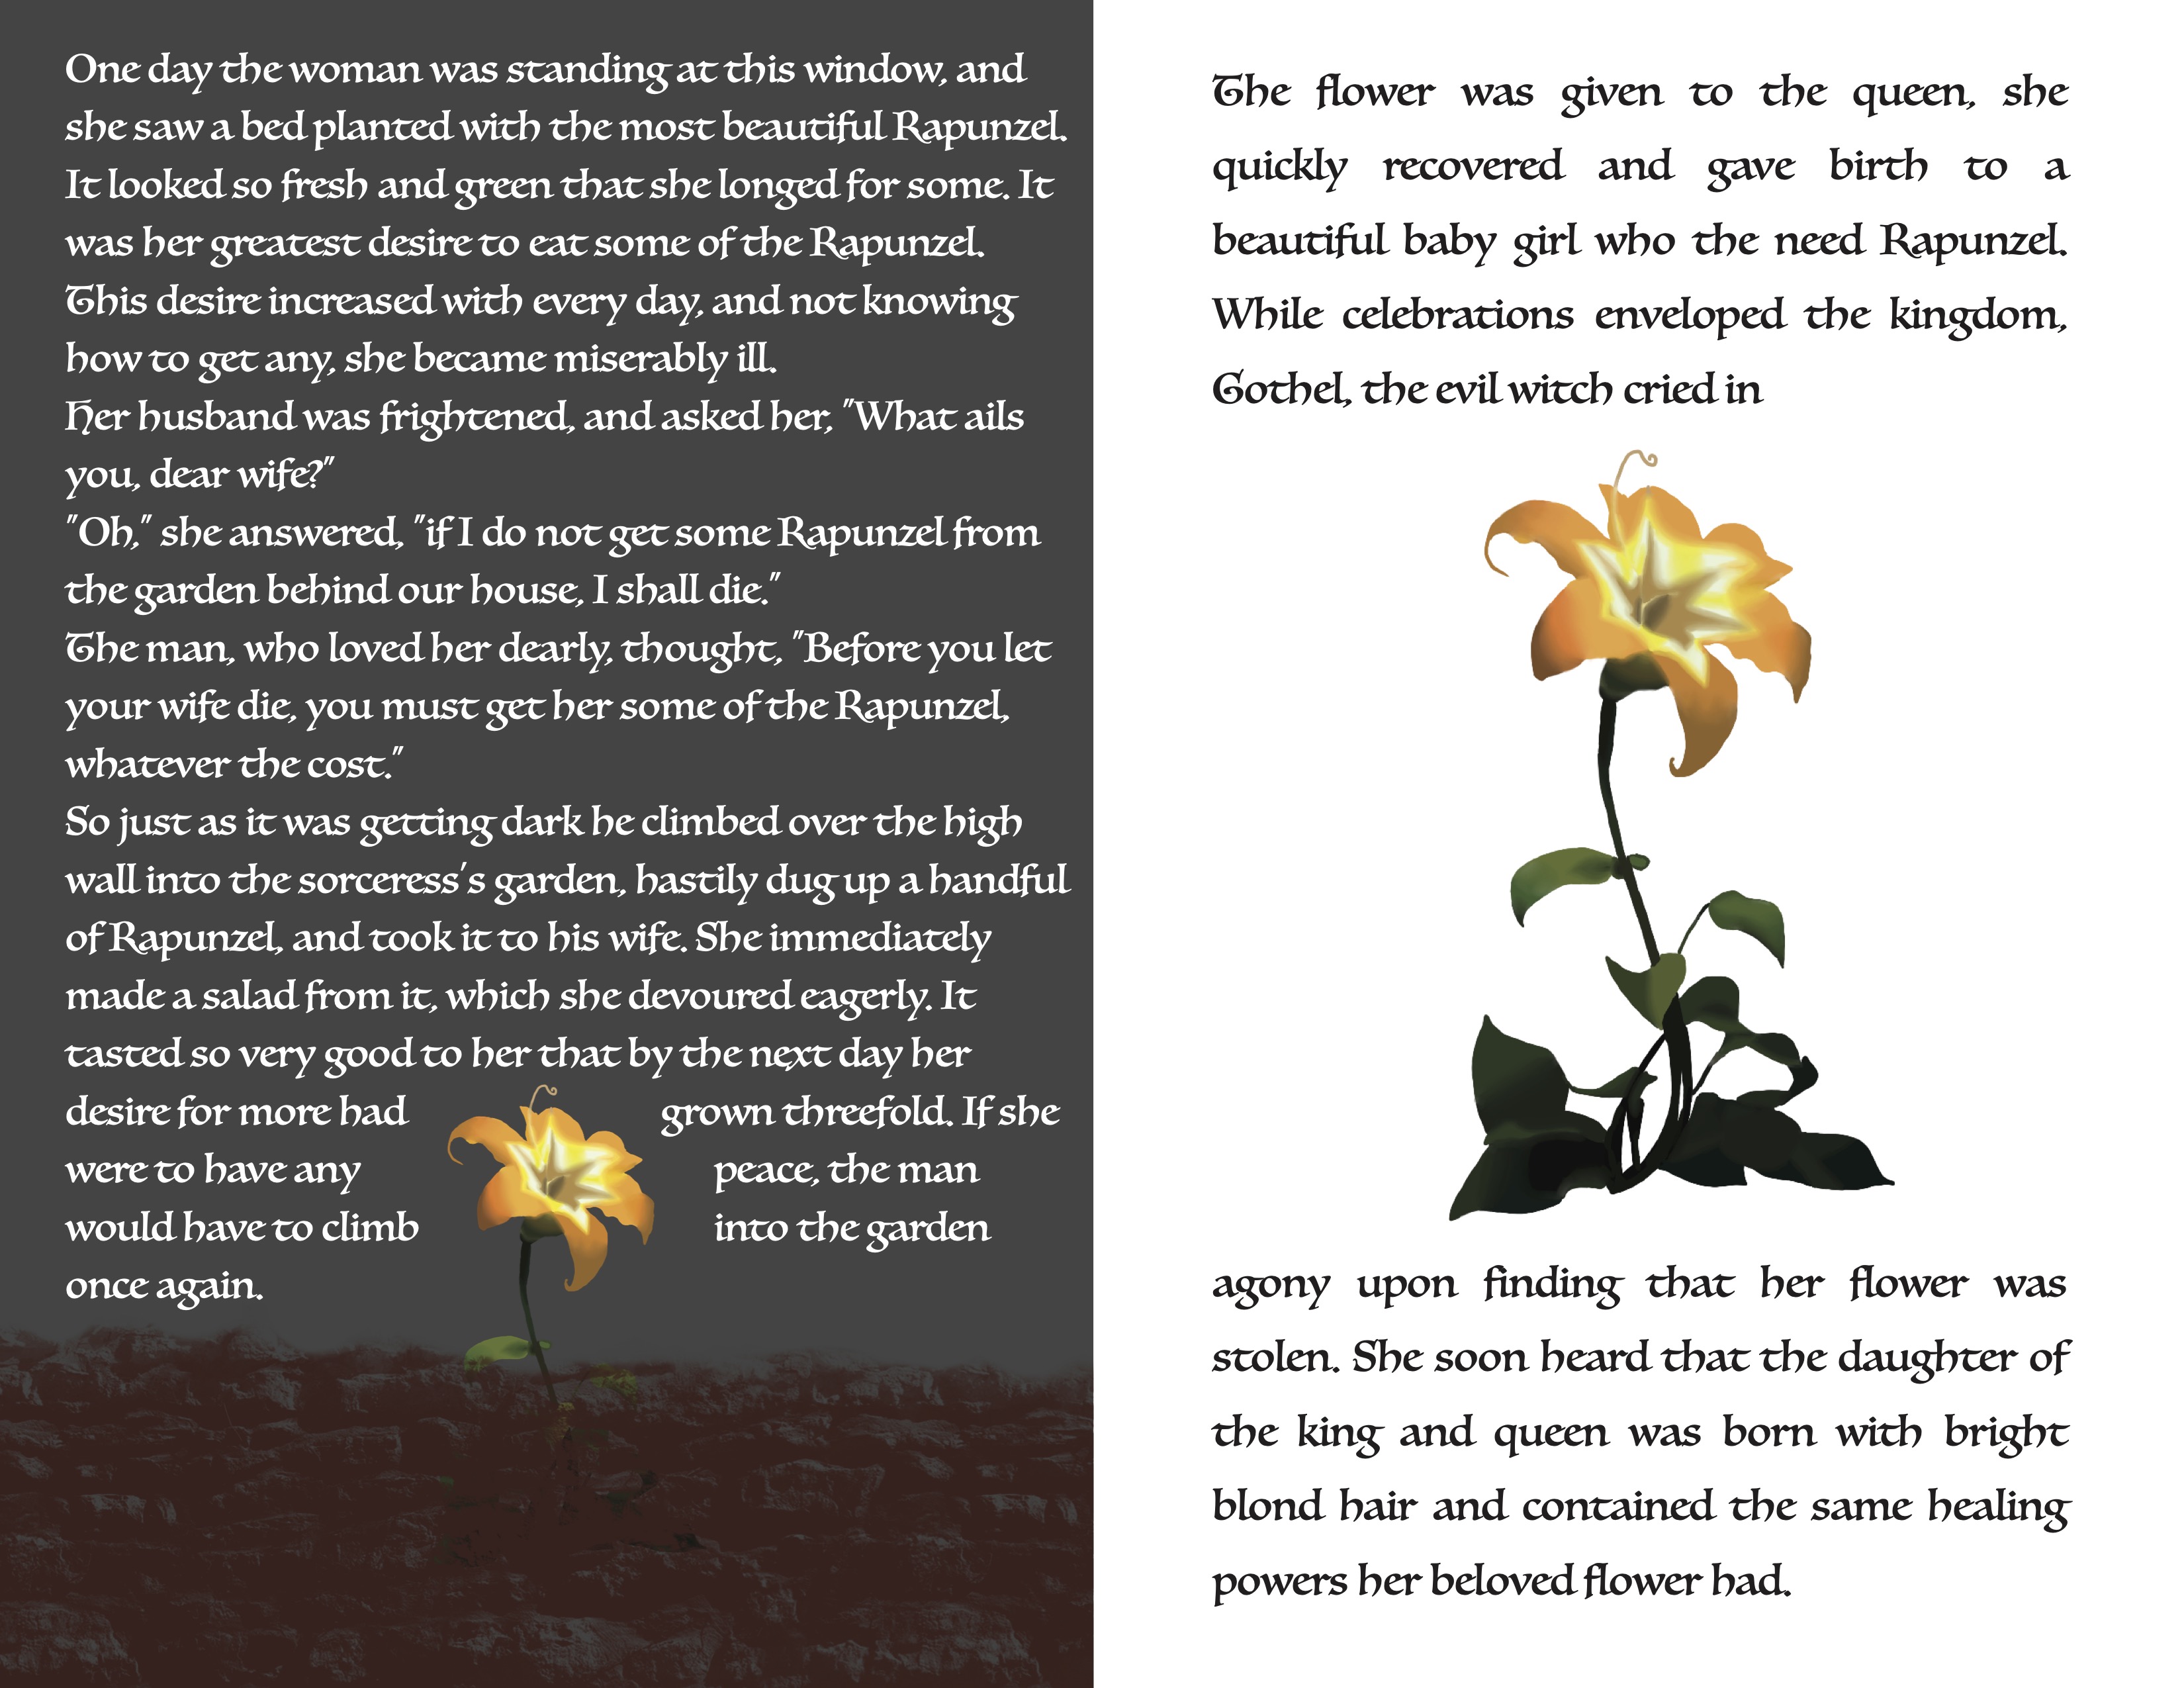 One day the woman was standing at this window, and
she saw a bed planted with the most beautiful Rapunzel.
It looked so fresh and green that she longed for some. It
was her greatest desire to eat some of the Rapunzel.
This desire increased with every day, and not knowing
how to get any, she became miserably ill.
Her husband was frightened, and asked her, "What ails
you, dear wife?"
"Oh," she answered, "if I do not get some Rapunzel from
the garden behind our house, I shall die."
The man, who loved her dearly, thought, "Before you let
your wife die, you must get her some of the Rapunzel,
whatever the cost."
So just as it was getting dark he climbed over the high
wall into the sorceress's garden, hastily dug up a handful
of Rapunzel, and took it to his wife. She immediately
made a salad from it, which she devoured eagerly. It
tasted so very good to her that by the next day her
desire for more had grown threefold. If she
were to have any peace, the man
would have to climb into the garden
once again.
The flower was given to the queen, she
quickly recovered and gave birth to a
beautiful baby girl who the need Rapunzel.
While celebrations enveloped the kingdom,
Gothel, the evil witch cried in
agony upon finding that her flower was
stolen. She soon heard that the daughter of
the king and queen was born with bright
blond hair and contained the same healing
powers her beloved flower had.